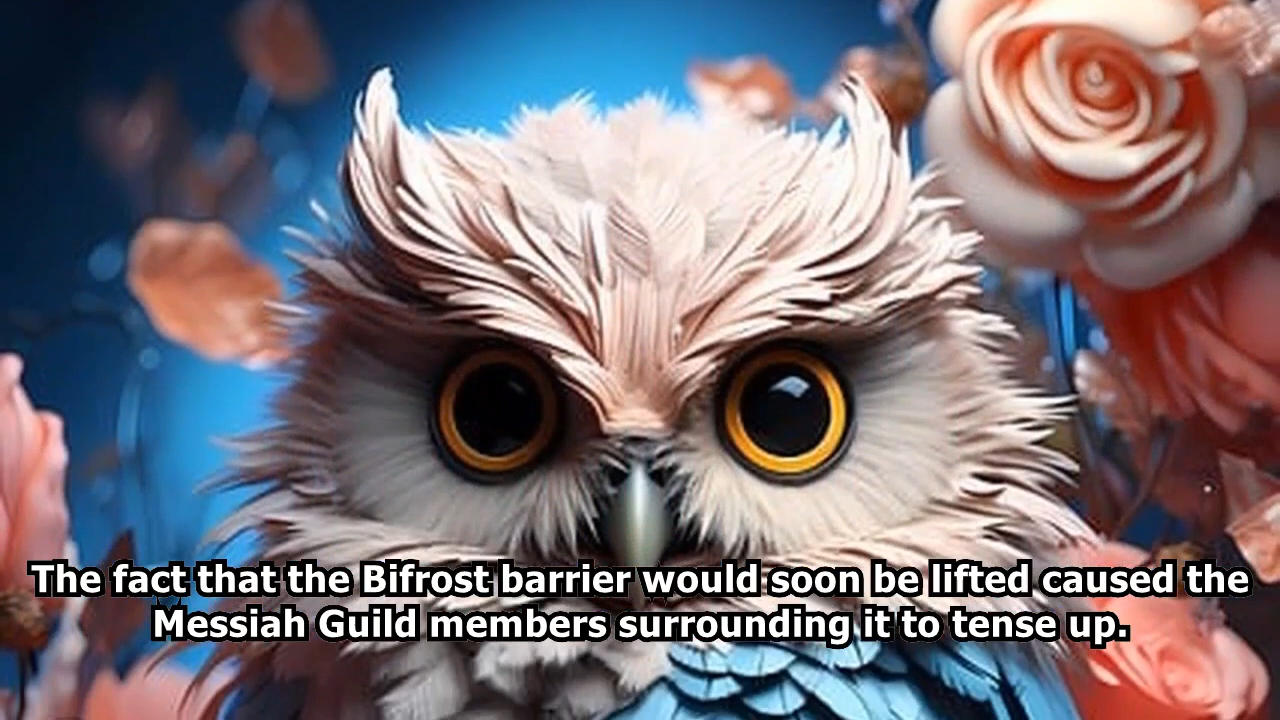 The fact that the Bifrost barrier would soon be lifted caused the
Messiah Guild members surrounding it to tense up.